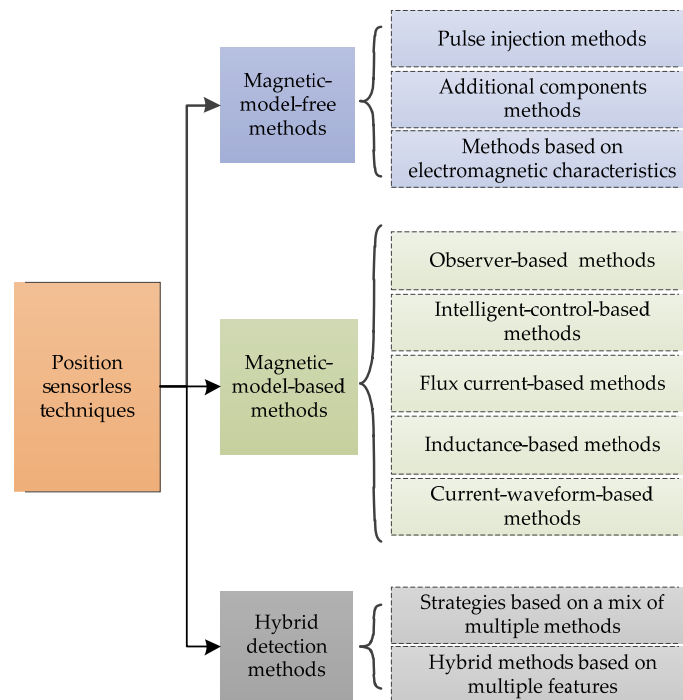 Position
sensorless
techniques
Magnetic-
model-free
methods
Pulse injection methods
Additional components
methods
Methods based on
electromagnetic characteristics
Magnetic-
model-based
methods
Observer-based methods
Intelligent-control-based
methods
Flux current-based methods
Inductance-based methods
Current-waveform-based
methods
Hybrid
detection
methods
Strategies based on a mix of
multiple methods
Hybrid methods based on
multiple features